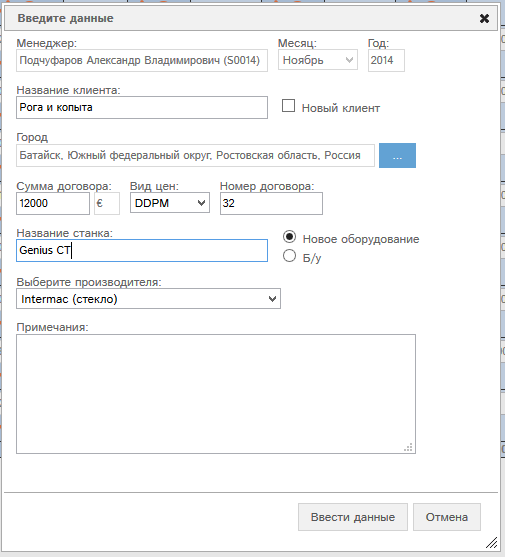 Введите данные
Менеджер: Месяц: Год:
Подчуфаров Александр Владимирович (S0014) Ноябрь 2014
Название клиента:
Рога и копыта Новый клиент
Город
Батайск, Южный федеральный округ, Ростовская область, Россия ...
Сумма договора: Вид цен: Номер договора:
12000 € DDPM 32
Название станка:
Genius CT Новое оборудование
Б/у
Выберите производителя:
Intermac (стекло)
Примечания:
Ввести данные Отмена